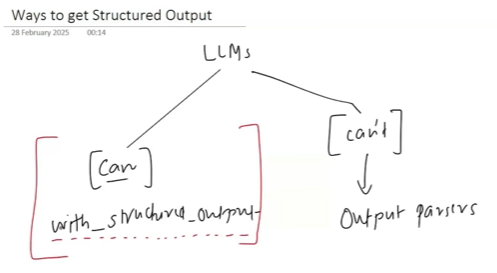 Ways to get Structured Output
28 February 2025 00:14
LLMs
[Can]
[can't]
with_structured_output
Output parsers